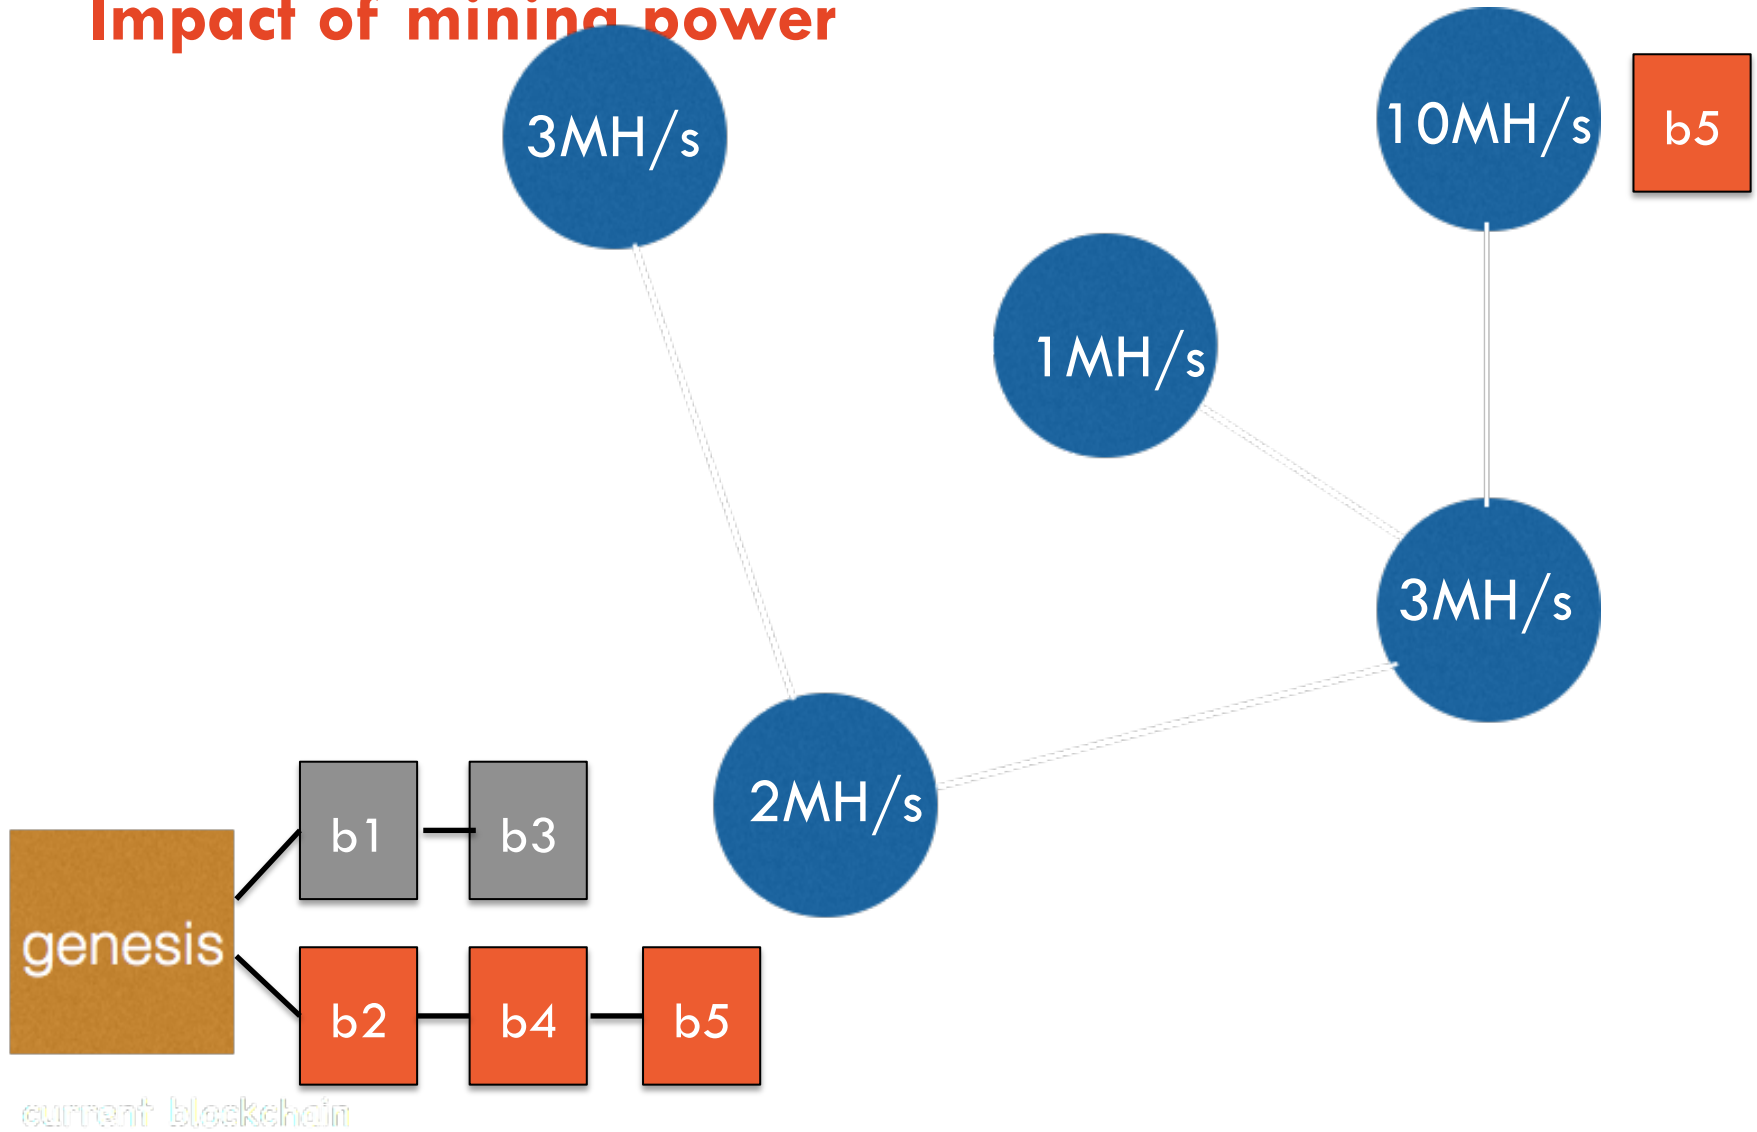 Impact of mining power
3MH/s
10MH/s
b5
1MH/s
3MH/s
2MH/s
b1
b3
genesis
b2
b4
b5
current blockchain